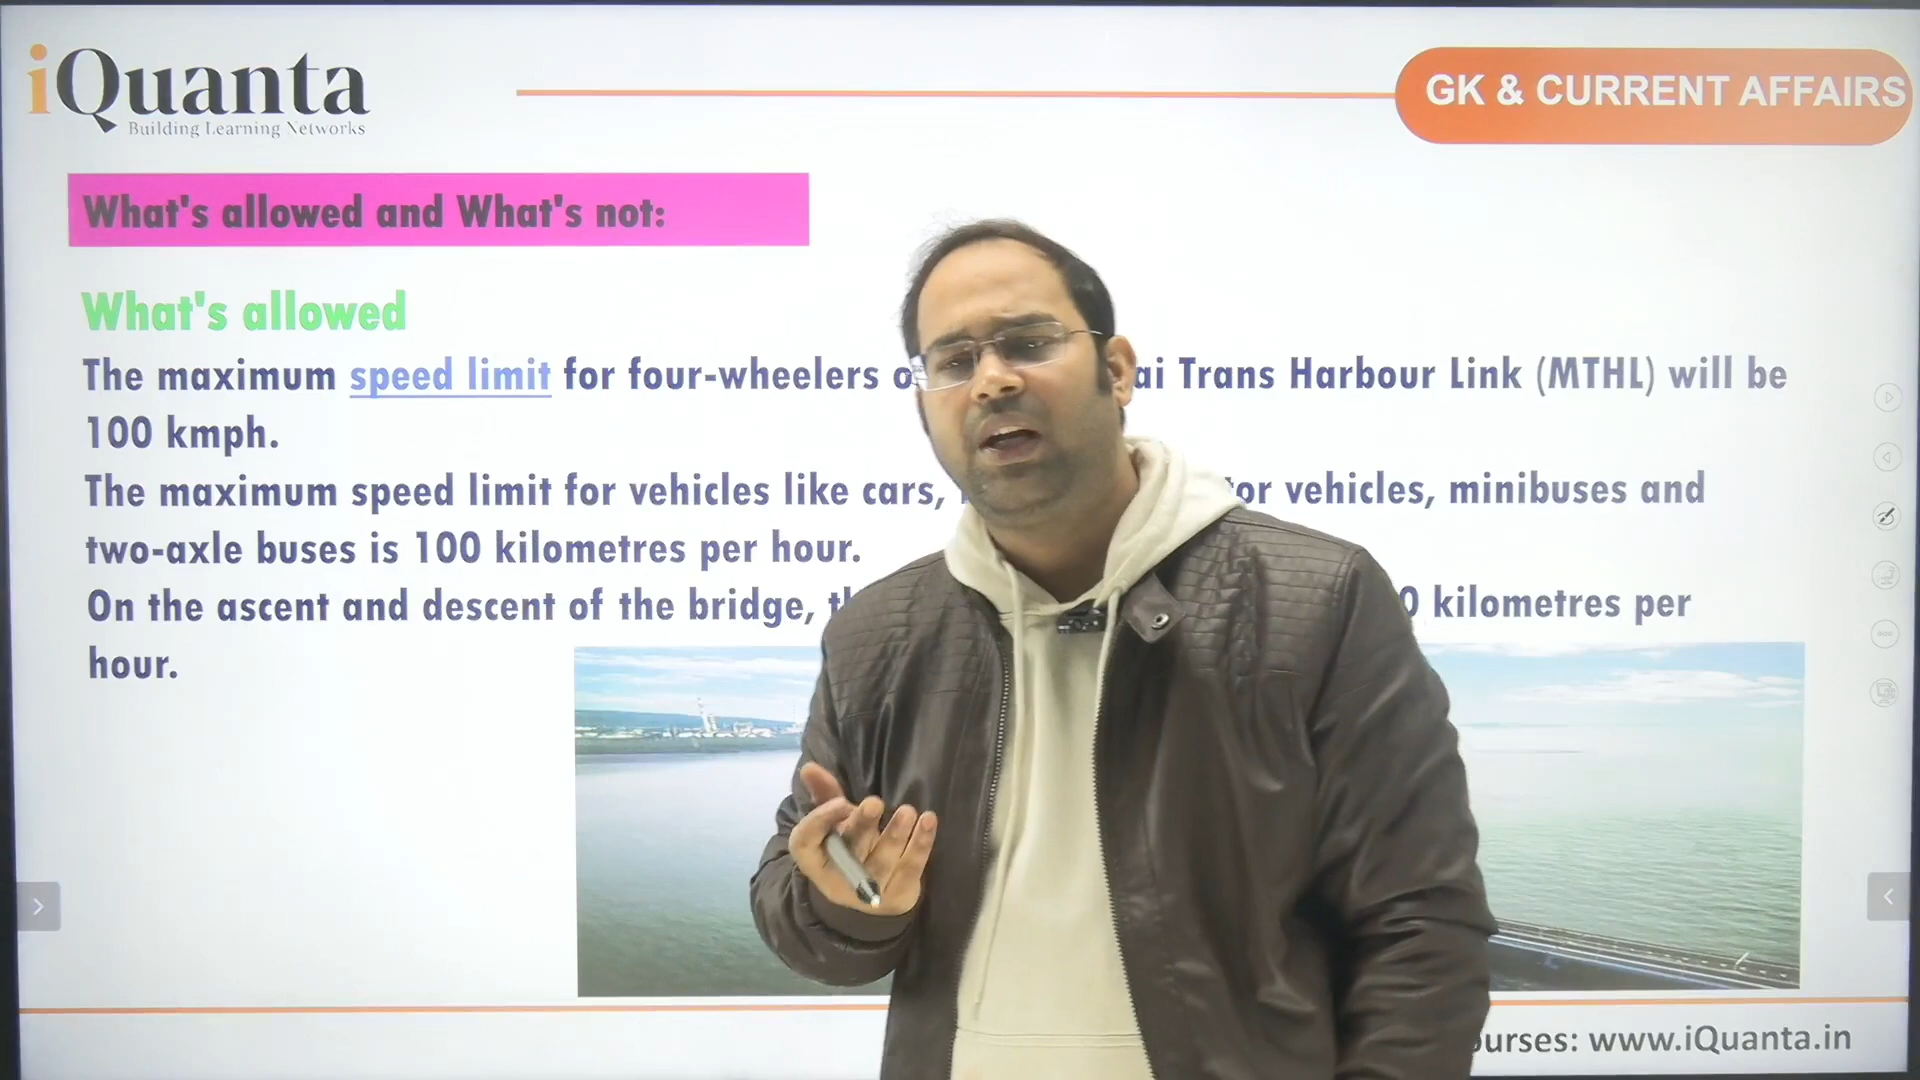 iQuanta
Building Learning Networks
GK & CURRENT AFFAIRS
What's allowed and What's not:
What's allowed
The maximum speed limit for four-wheelers ai Trans Harbour Link (MTHL) will be
100 kmph.
The maximum speed limit for vehicles like cars, tor vehicles, minibuses and
two-axle buses is 100 kilometres per hour.
On the ascent and descent of the bridge, 0 kilometres per
hour.
urses: www.iQuanta.in